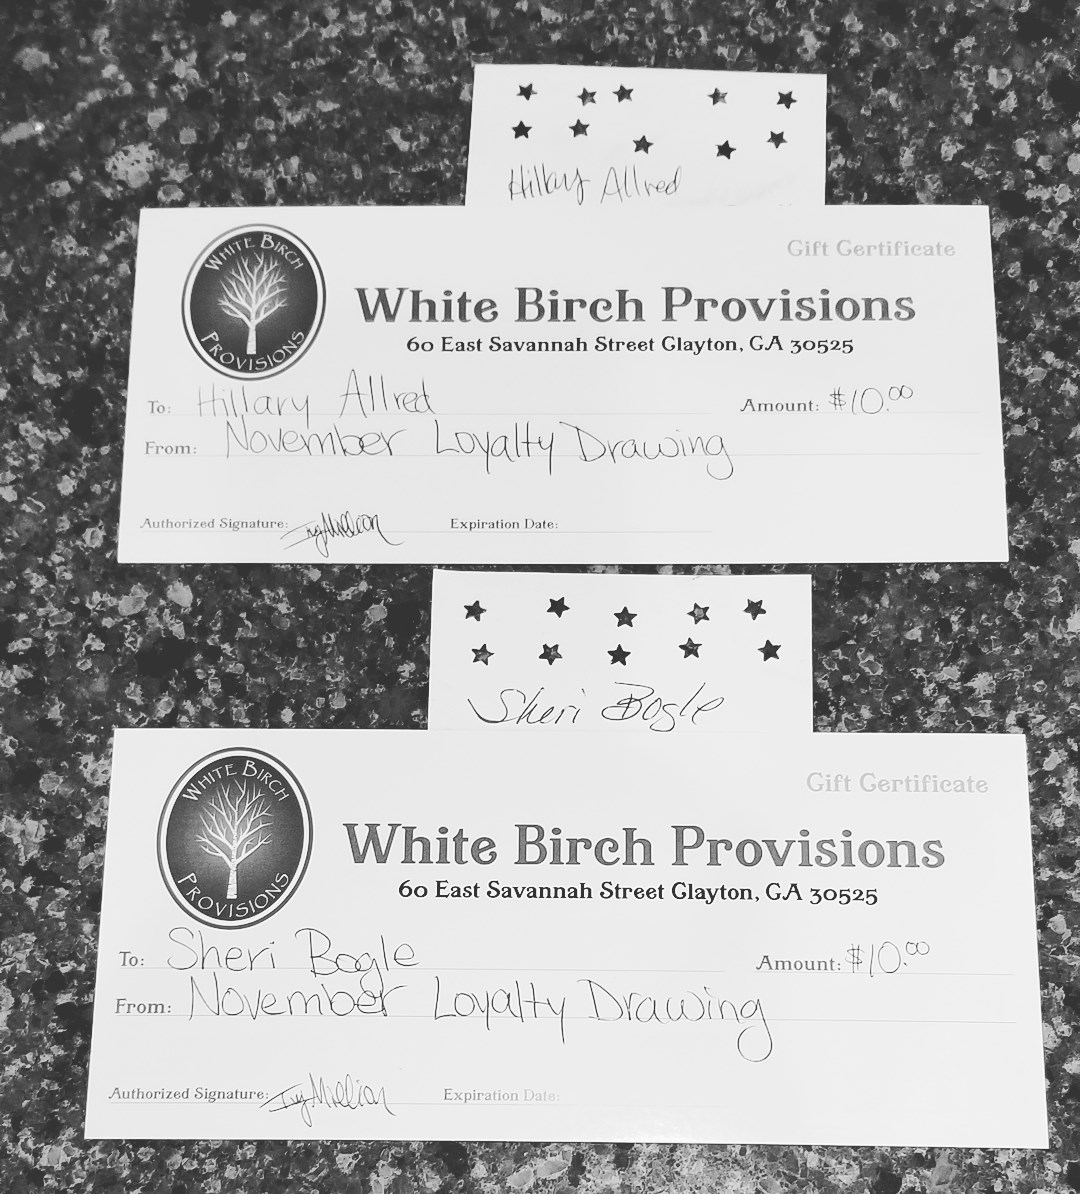 Hillary Allred
WHITE BIRCH
PROVISIONS
Gift Certificate
White Birch Provisions
60 East Savannah Street Clayton, GA 30525
To: Hillary Allred
Amount: $10.00
From: November Loyalty Drawing
Authorized Signature:
Expiration Date:
Sheri Bogle
WHITE BIRCH
PROVISIONS
Gift Certificate
White Birch Provisions
60 East Savannah Street Clayton, GA 30525
To: Sheri Bogle
Amount: $10.00
From: November Loyalty Drawing
Authorized Signature:
Expiration Date: